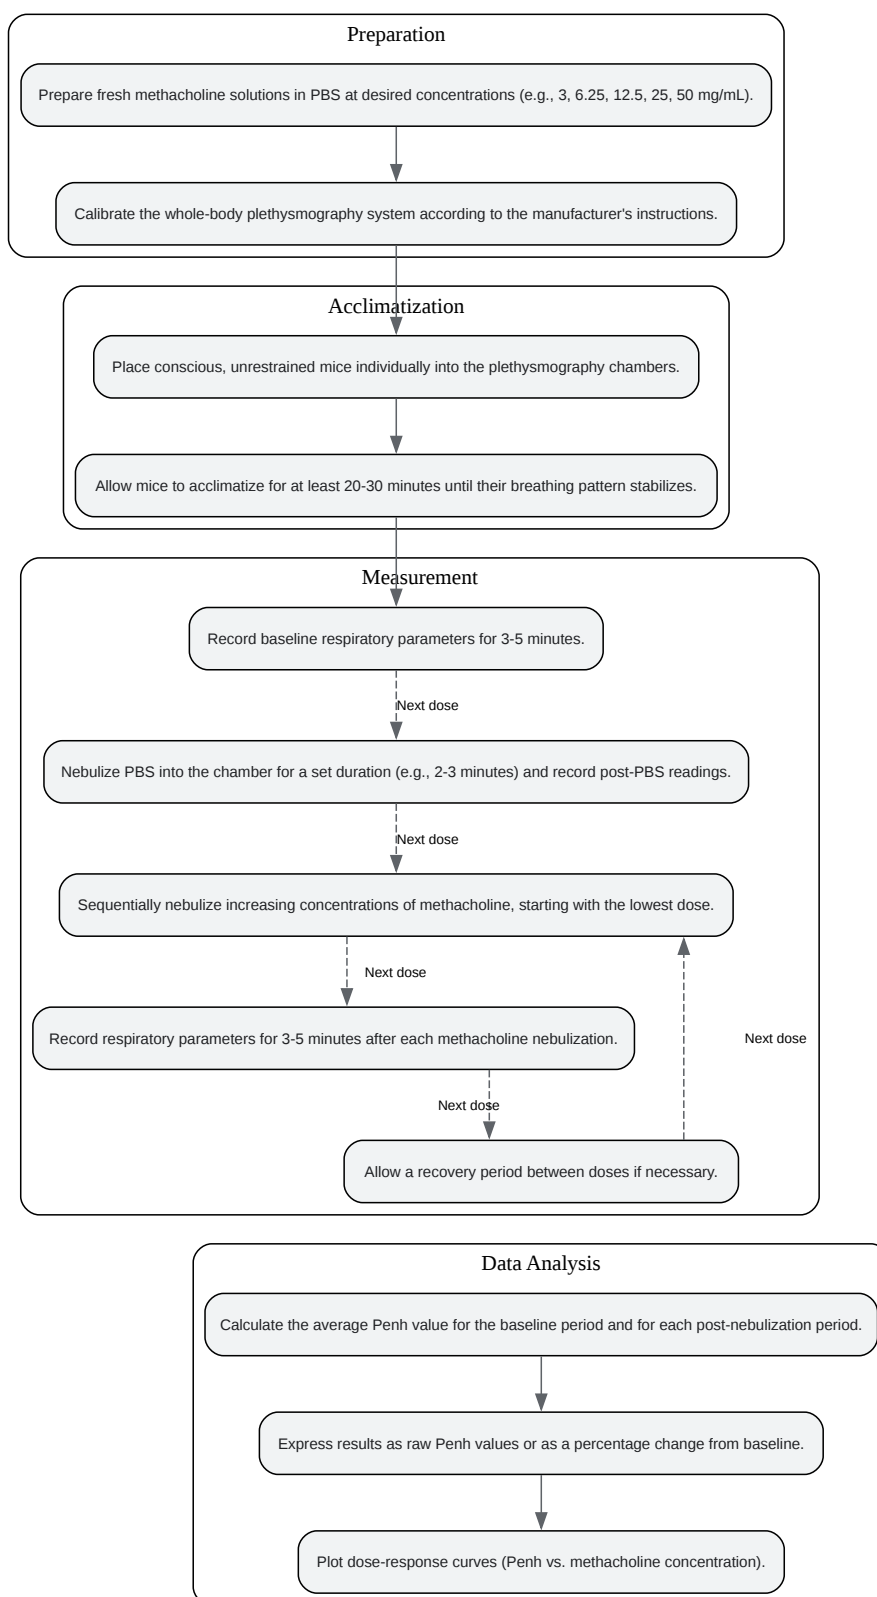 Preparation
Prepare fresh methacholine solutions in PBS at desired concentrations (e.g., 3, 6.25, 12.5, 25, 50 mg/mL).
Calibrate the whole-body plethysmography system according to the manufacturer's instructions.
Acclimatization
Place conscious, unrestrained mice individually into the plethysmography chambers.
Allow mice to acclimatize for at least 20-30 minutes until their breathing pattern stabilizes.
Measurement
Record baseline respiratory parameters for 3-5 minutes.
Next dose
Nebulize PBS into the chamber for a set duration (e.g., 2-3 minutes) and record post-PBS readings.
Next dose
Sequentially nebulize increasing concentrations of methacholine, starting with the lowest dose.
Next dose
Record respiratory parameters for 3-5 minutes after each methacholine nebulization.
Next dose
Next dose
Allow a recovery period between doses if necessary.
Data Analysis
Calculate the average Penh value for the baseline period and for each post-nebulization period.
Express results as raw Penh values or as a percentage change from baseline.
Plot dose-response curves (Penh vs. methacholine concentration).